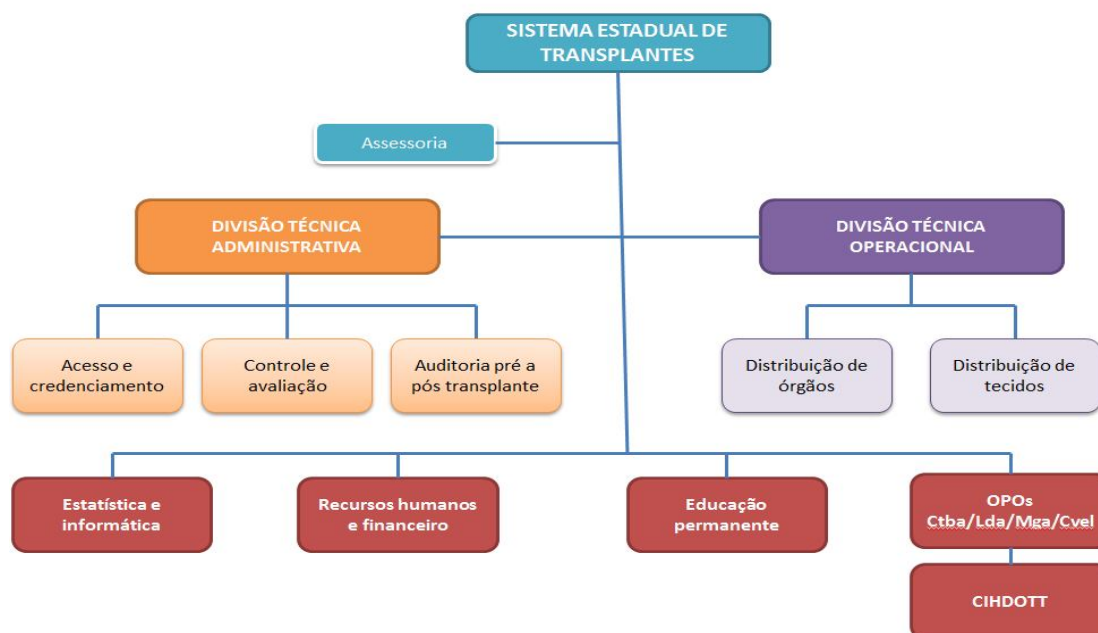 SISTEMA ESTADUAL DE
TRANSPLANTES
Assessoria
DIVISÃO TÉCNICA
ADMINISTRATIVA
DIVISÃO TÉCNICA
OPERACIONAL
Acesso e
credenciamento
Controle e
avaliação
Auditoria pré a
pós transplante
Distribuição de
órgãos
Distribuição de
tecidos
Estatística e
informática
Recursos humanos
e financeiro
Educação
permanente
OPOs
Ctba/Lda/Mga/Cvel
CIHDOTT